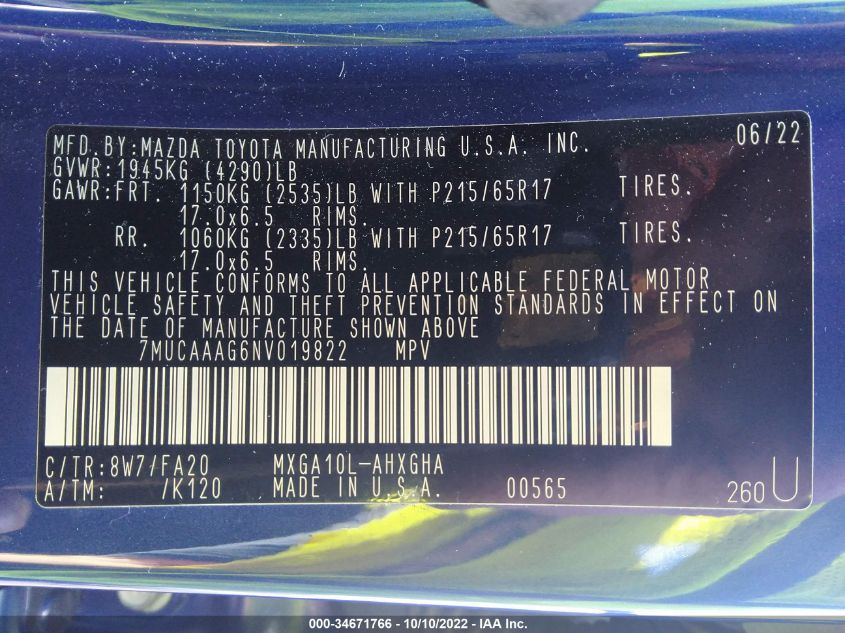 MFD. BY:MAZDA TOYOTA MANUFACTURING U.S.A. INC. 06/22
GVWR:1945KG (4290)LB
GAWR:FRT. 1150KG (2535)LB WITH P215/65R17 TIRES.
17.0x6.5 RIMS.
RR. 1060KG (2335)LB WITH P215/65R17 TIRES.
17.0x6.5 RIMS.
THIS VEHICLE CONFORMS TO ALL APPLICABLE FEDERAL MOTOR
VEHICLE SAFETY AND THEFT PREVENTION STANDARDS IN EFFECT ON
THE DATE OF MANUFACTURE SHOWN ABOVE
7MUCAAAG6NV019822 MPV
C/TR:8W7/FA20 MXGA10L-AHXGHA
A/TM: /K120 MADE IN U.S.A. 00565 260 U
000-34671766 - 10/10/2022 - IAA Inc.